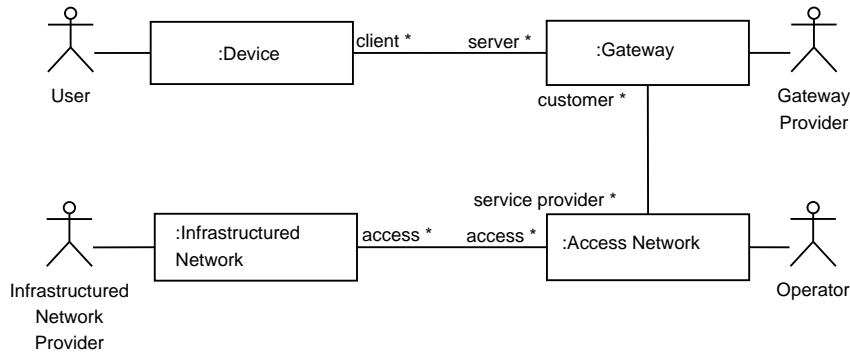 :Device
client *
server *
:Gateway
User
customer *
Gateway
Provider
service provider *
:Infrastructured
Network
access *
access *
:Access Network
Infrastructured
Network
Provider
Operator